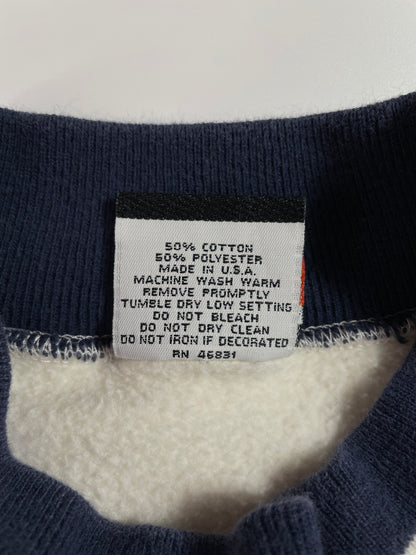 50% COTTON
50% POLYESTER
MADE IN U.S.A.
MACHINE WASH WARM
REMOVE PROMPTLY
TUMBLE DRY LOW SETTING
DO NOT BLEACH
DO NOT DRY CLEAN
DO NOT IRON IF DECORATED
RN 46831